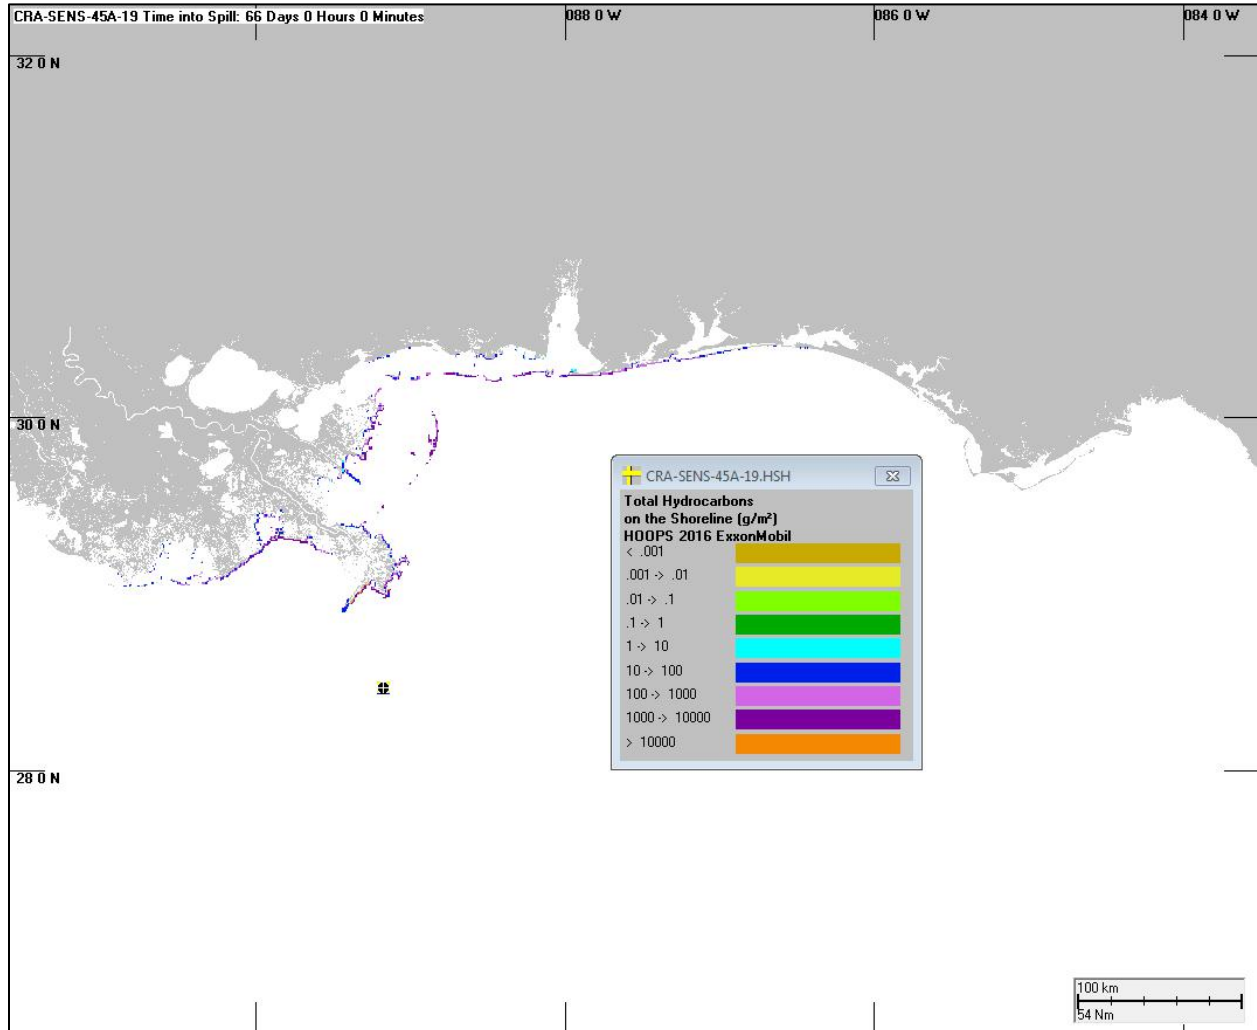 CRA-SENS-45A-19 Time into Spill: 66 Days 0 Hours 0 Minutes
088 0 W
086 0 W
084 0 W
32 0 N
30 0 N
CRA-SENS-45A-19.HSH
Total Hydrocarbons
on the Shoreline (g/m²)
HOOPS 2016 ExxonMobil
< .001
.001 -> .01
.01 -> .1
.1 -> 1
1 -> 10
10 -> 100
100 -> 1000
1000 -> 10000
> 10000
28 0 N
100 km
54 Nm